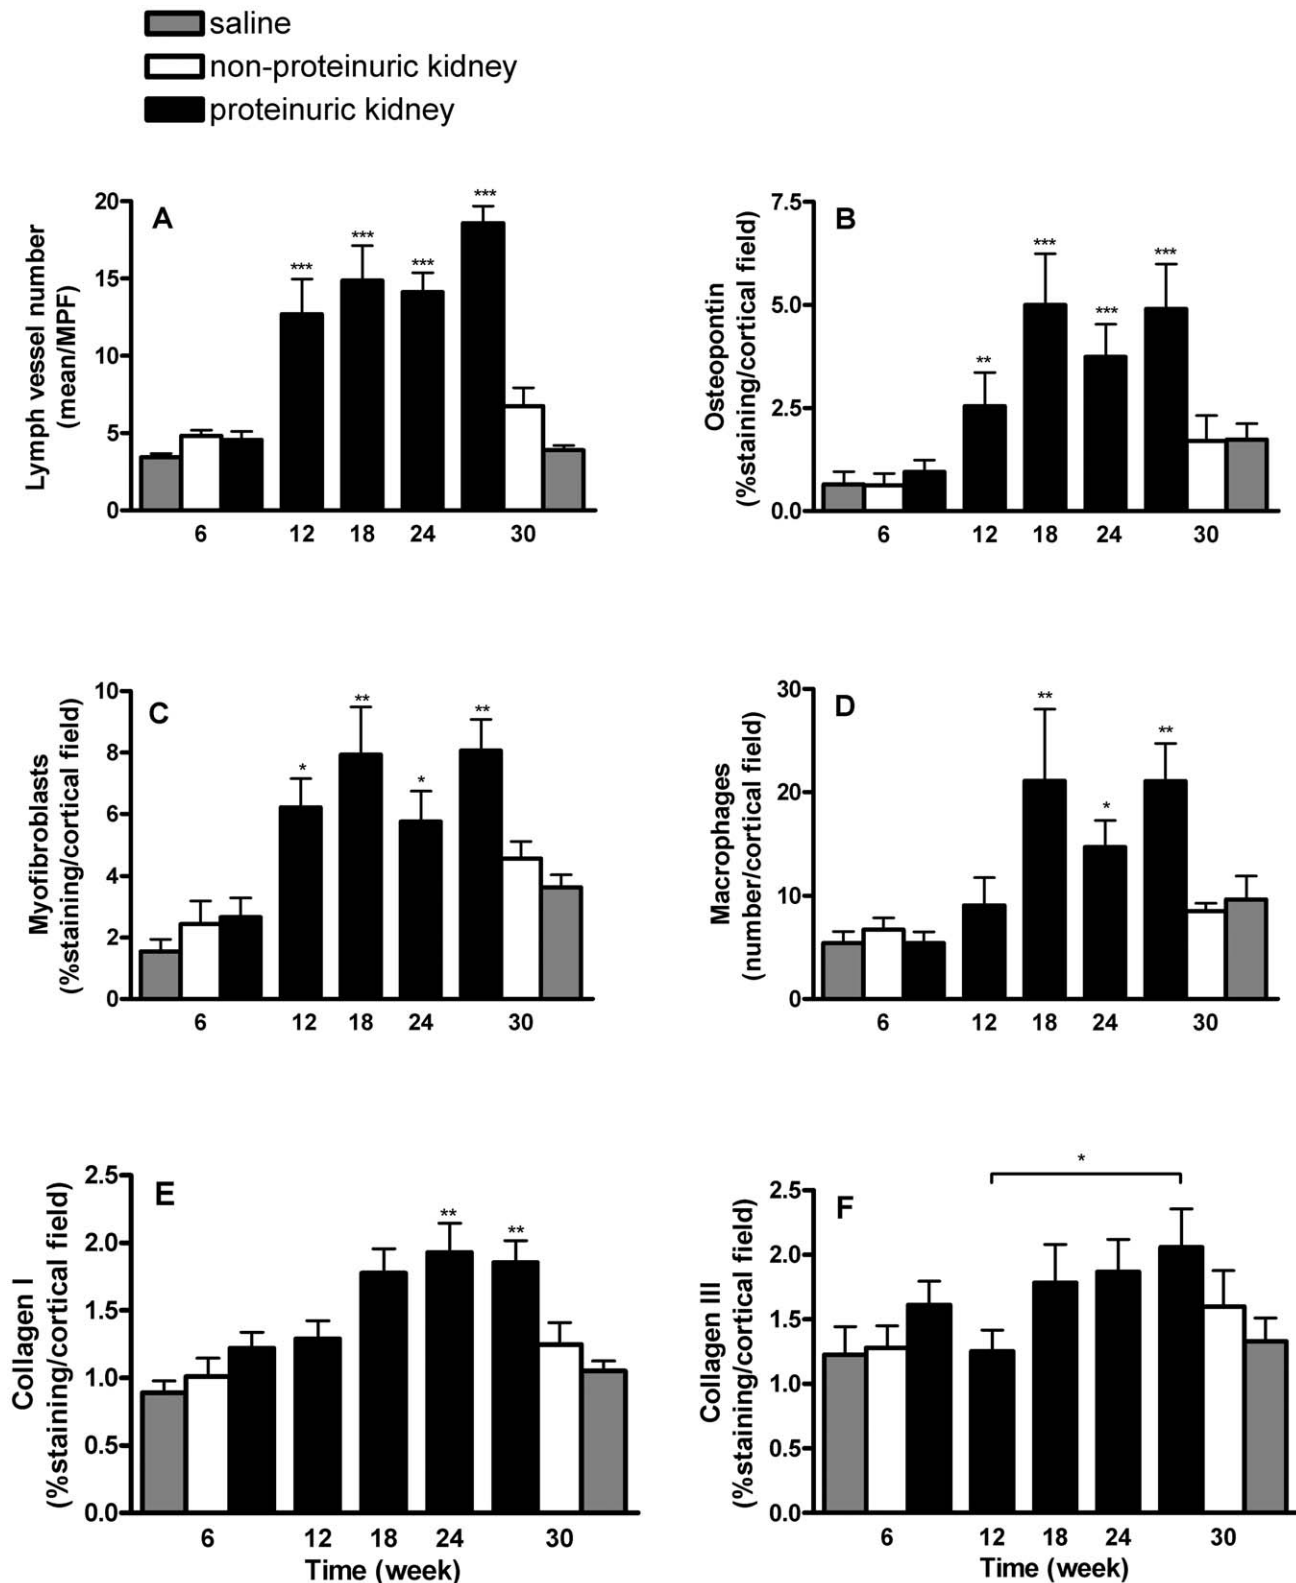 saline
non-proteinuric kidney
proteinuric kidney
A
Lymph vessel number
(mean/MPF)
20
15
10
5
0
***
***
***
***
6 12 18 24 30
B
Osteopontin
(%staining/cortical field)
7.5
5.0
2.5
0.0
**
***
***
***
6 12 18 24 30
C
Myofibroblasts
(%staining/cortical field)
10
8
6
4
2
0
*
**
*
**
6 12 18 24 30
D
Macrophages
(number/cortical field)
30
20
10
0
**
*
**
6 12 18 24 30
E
Collagen I
(%staining/cortical field)
2.5
2.0
1.5
1.0
0.5
0.0
**
**
6 12 18 24 30
Time (week)
F
Collagen III
(%staining/cortical field)
2.5
2.0
1.5
1.0
0.5
0.0
*
6 12 18 24 30
Time (week)